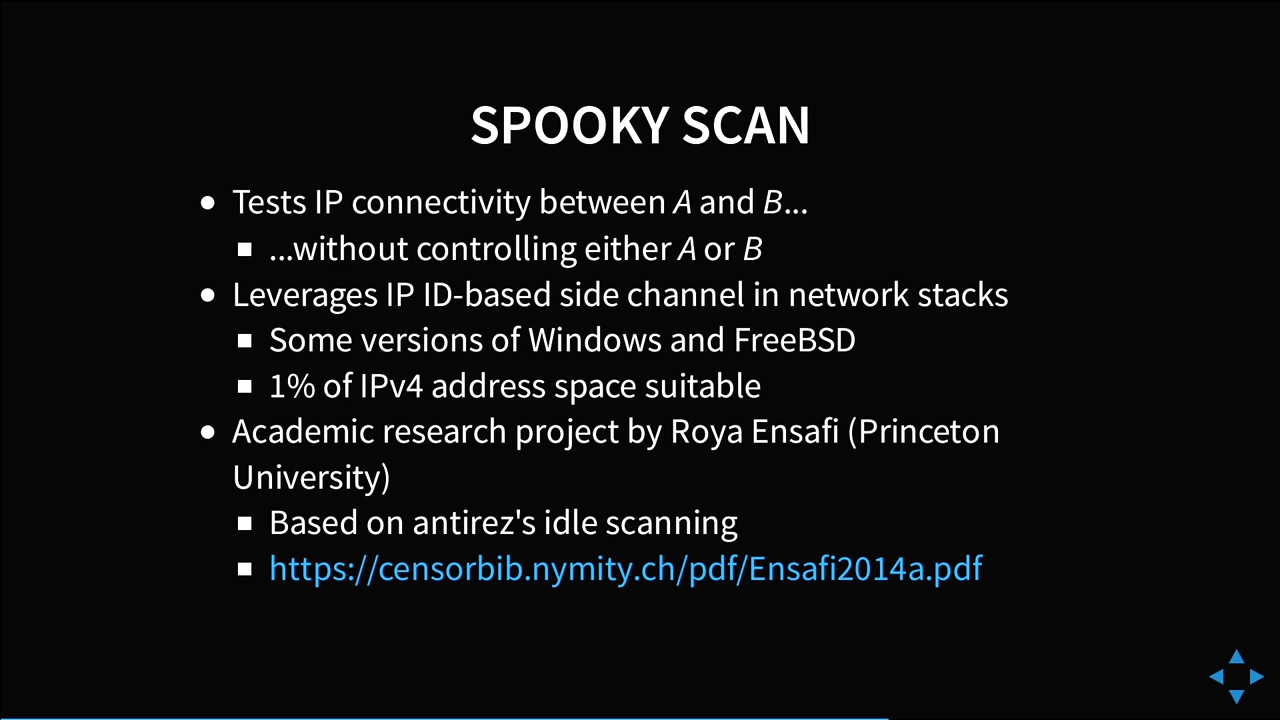 SPOOKY SCAN
Tests IP connectivity between A and B...
...without controlling either A or B
Leverages IP ID-based side channel in network stacks
Some versions of Windows and FreeBSD
1% of IPv4 address space suitable
Academic research project by Roya Ensafi (Princeton
University)
Based on antirez's idle scanning
https://censorbib.nymity.ch/pdf/Ensafi2014a.pdf